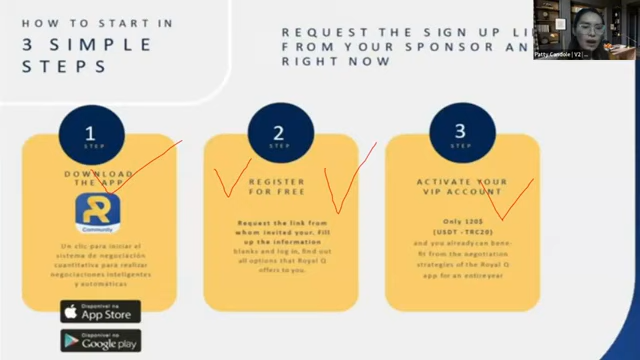 HOW TO START IN
3 SIMPLE
STEPS
REQUEST THE SIGN UP LI
FROM YOUR SPONSOR AN
RIGHT NOW
Patty Candole | V2 |
1
STEP
DOWNLOAD
THE APP
R
Community
Un clic para iniciar el
sistema de negociación
cuantitativa para realizar
negociaciones inteligentes
y automáticas
Disponível na
App Store
Disponível na
Google play
2
STEP
REGISTER
FOR FREE
Request the link from
whom invited your. Fill
up the information
blanks and log in, find out
all options that Royal Q
offers to you.
3
STEP
ACTIVATE YOUR
VIP ACCOUNT
Only 120$
(USDT - TRC20)
and you already can bene-
fit from the negotiation
strategies of the Royal Q
app for an entire year